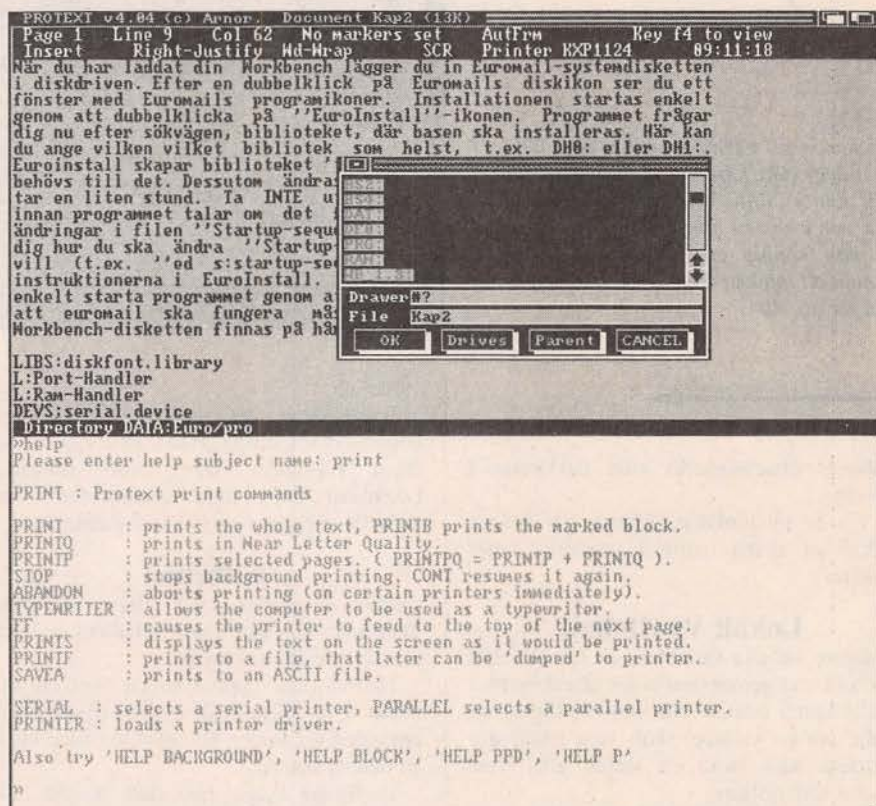 PROTEXT v4.04 (c) Arnor. Document Kap2 (13K)
Page 1 Line 9 Col 62 No markers set AutFrm Key f4 to view
Insert Right-Justify Wd-Wrap SCR Printer KXP1124 09:11:18
När du har laddat din Workbench lägger du in Euromail-systemdisketten
i diskdriven. Efter en dubbelklick på Euromails diskikon ser du ett
fönster med Euromails programikoner. Installationen startas enkelt
genom att dubbelklicka på ''EuroInstall''-ikonen. Programmet frågar
dig nu efter sökvägen, biblioteket, där basen ska installeras. Här kan
du ange vilken vilket bibliotek som helst, t.ex. DH0: eller DH1:.
Euroinstall skapar biblioteket '
behövs till det. Dessutom ändra
tar en liten stund. Ta INTE u
innan programmet talar om det
ändringar i filen ''Startup-sequ
dig hur du ska ändra ''Startup-
vill (t.ex. ''ed s:startup-se
instruktionerna i EuroInstall.
enkelt starta programmet genom a
att euromail ska fungera må
Workbench-disketten finnas på hå
HS2:
HS4:
DAT:
DF0:
PRG:
RAM:
WB_1.3:
Drawer #?
File Kap2
OK Drives Parent CANCEL
LIBS:diskfont.library
L:Port-Handler
L:Ram-Handler
DEVS;serial.device
Directory DATA:Euro/pro
»help
Please enter help subject name: print
PRINT : Protext print commands
PRINT : prints the whole text, PRINTB prints the marked block.
PRINTQ : prints in Near Letter Quality.
PRINTP : prints selected pages. ( PRINTPQ = PRINTP + PRINTQ ).
STOP : stops background printing, CONT resumes it again.
ABANDON : aborts printing (on certain printers immediately).
TYPEWRITER : allows the computer to be used as a typewriter.
FF : causes the printer to feed to the top of the next page.
PRINTS : displays the text on the screen as it would be printed.
PRINTF : prints to a file, that later can be 'dumped' to printer.
SAVEA : prints to an ASCII file.
SERIAL : selects a serial printer, PARALLEL selects a parallel printer.
PRINTER : loads a printer driver.
Also try 'HELP BACKGROUND', 'HELP BLOCK', 'HELP PPD', 'HELP P'
»